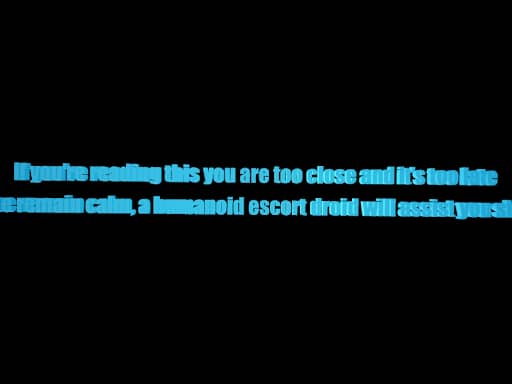 If you're reading this you are too close and it's too late
remain calm, a humanoid escort droid will assist you